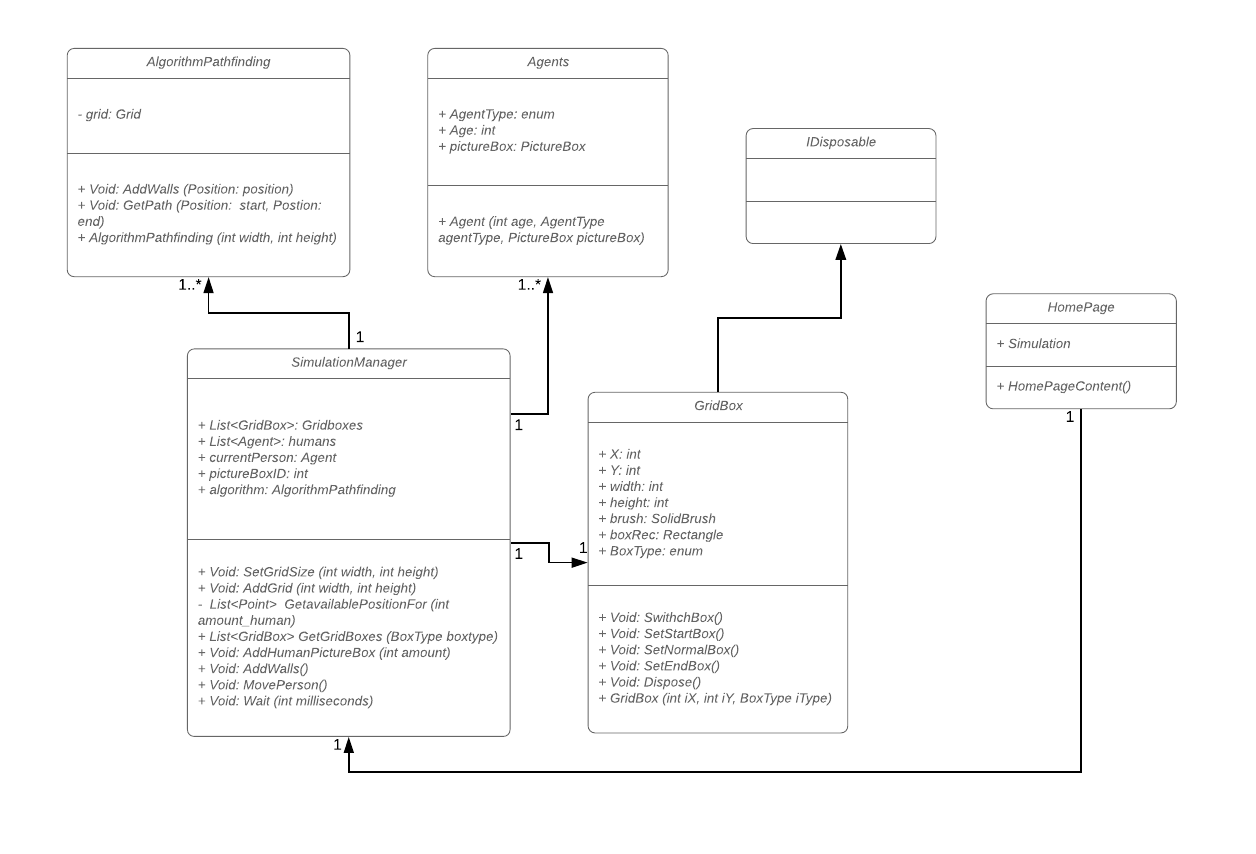 AlgorithmPathfinding
- grid: Grid
+ Void: AddWalls (Position: position)
+ Void: GetPath (Position:  start, Postion:
end)
+ AlgorithmPathfinding (int width, int height)
1..*
1
Agents
+ AgentType: enum
+ Age: int
+ pictureBox: PictureBox
+ Agent (int age, AgentType
agentType, PictureBox pictureBox)
1..*
1
IDisposable
HomePage
+ Simulation
+ HomePageContent()
1
SimulationManager
+ List<GridBox>: Gridboxes
+ List<Agent>: humans
+ currentPerson: Agent
+ pictureBoxID: int
+ algorithm: AlgorithmPathfinding
+ Void: SetGridSize (int width, int height)
+ Void: AddGrid (int width, int height)
-  List<Point>  GetavailablePositionFor (int
amount_human)
+ List<GridBox> GetGridBoxes (BoxType boxtype)
+ Void: AddHumanPictureBox (int amount)
+ Void: AddWalls()
+ Void: MovePerson()
+ Void: Wait (int milliseconds)
1
1
1
GridBox
+ X: int
+ Y: int
+ width: int
+ height: int
+ brush: SolidBrush
+ boxRec: Rectangle
+ BoxType: enum
+ Void: SwithchBox()
+ Void: SetStartBox()
+ Void: SetNormalBox()
+ Void: SetEndBox()
+ Void: Dispose()
+ GridBox (int iX, int iY, BoxType iType)